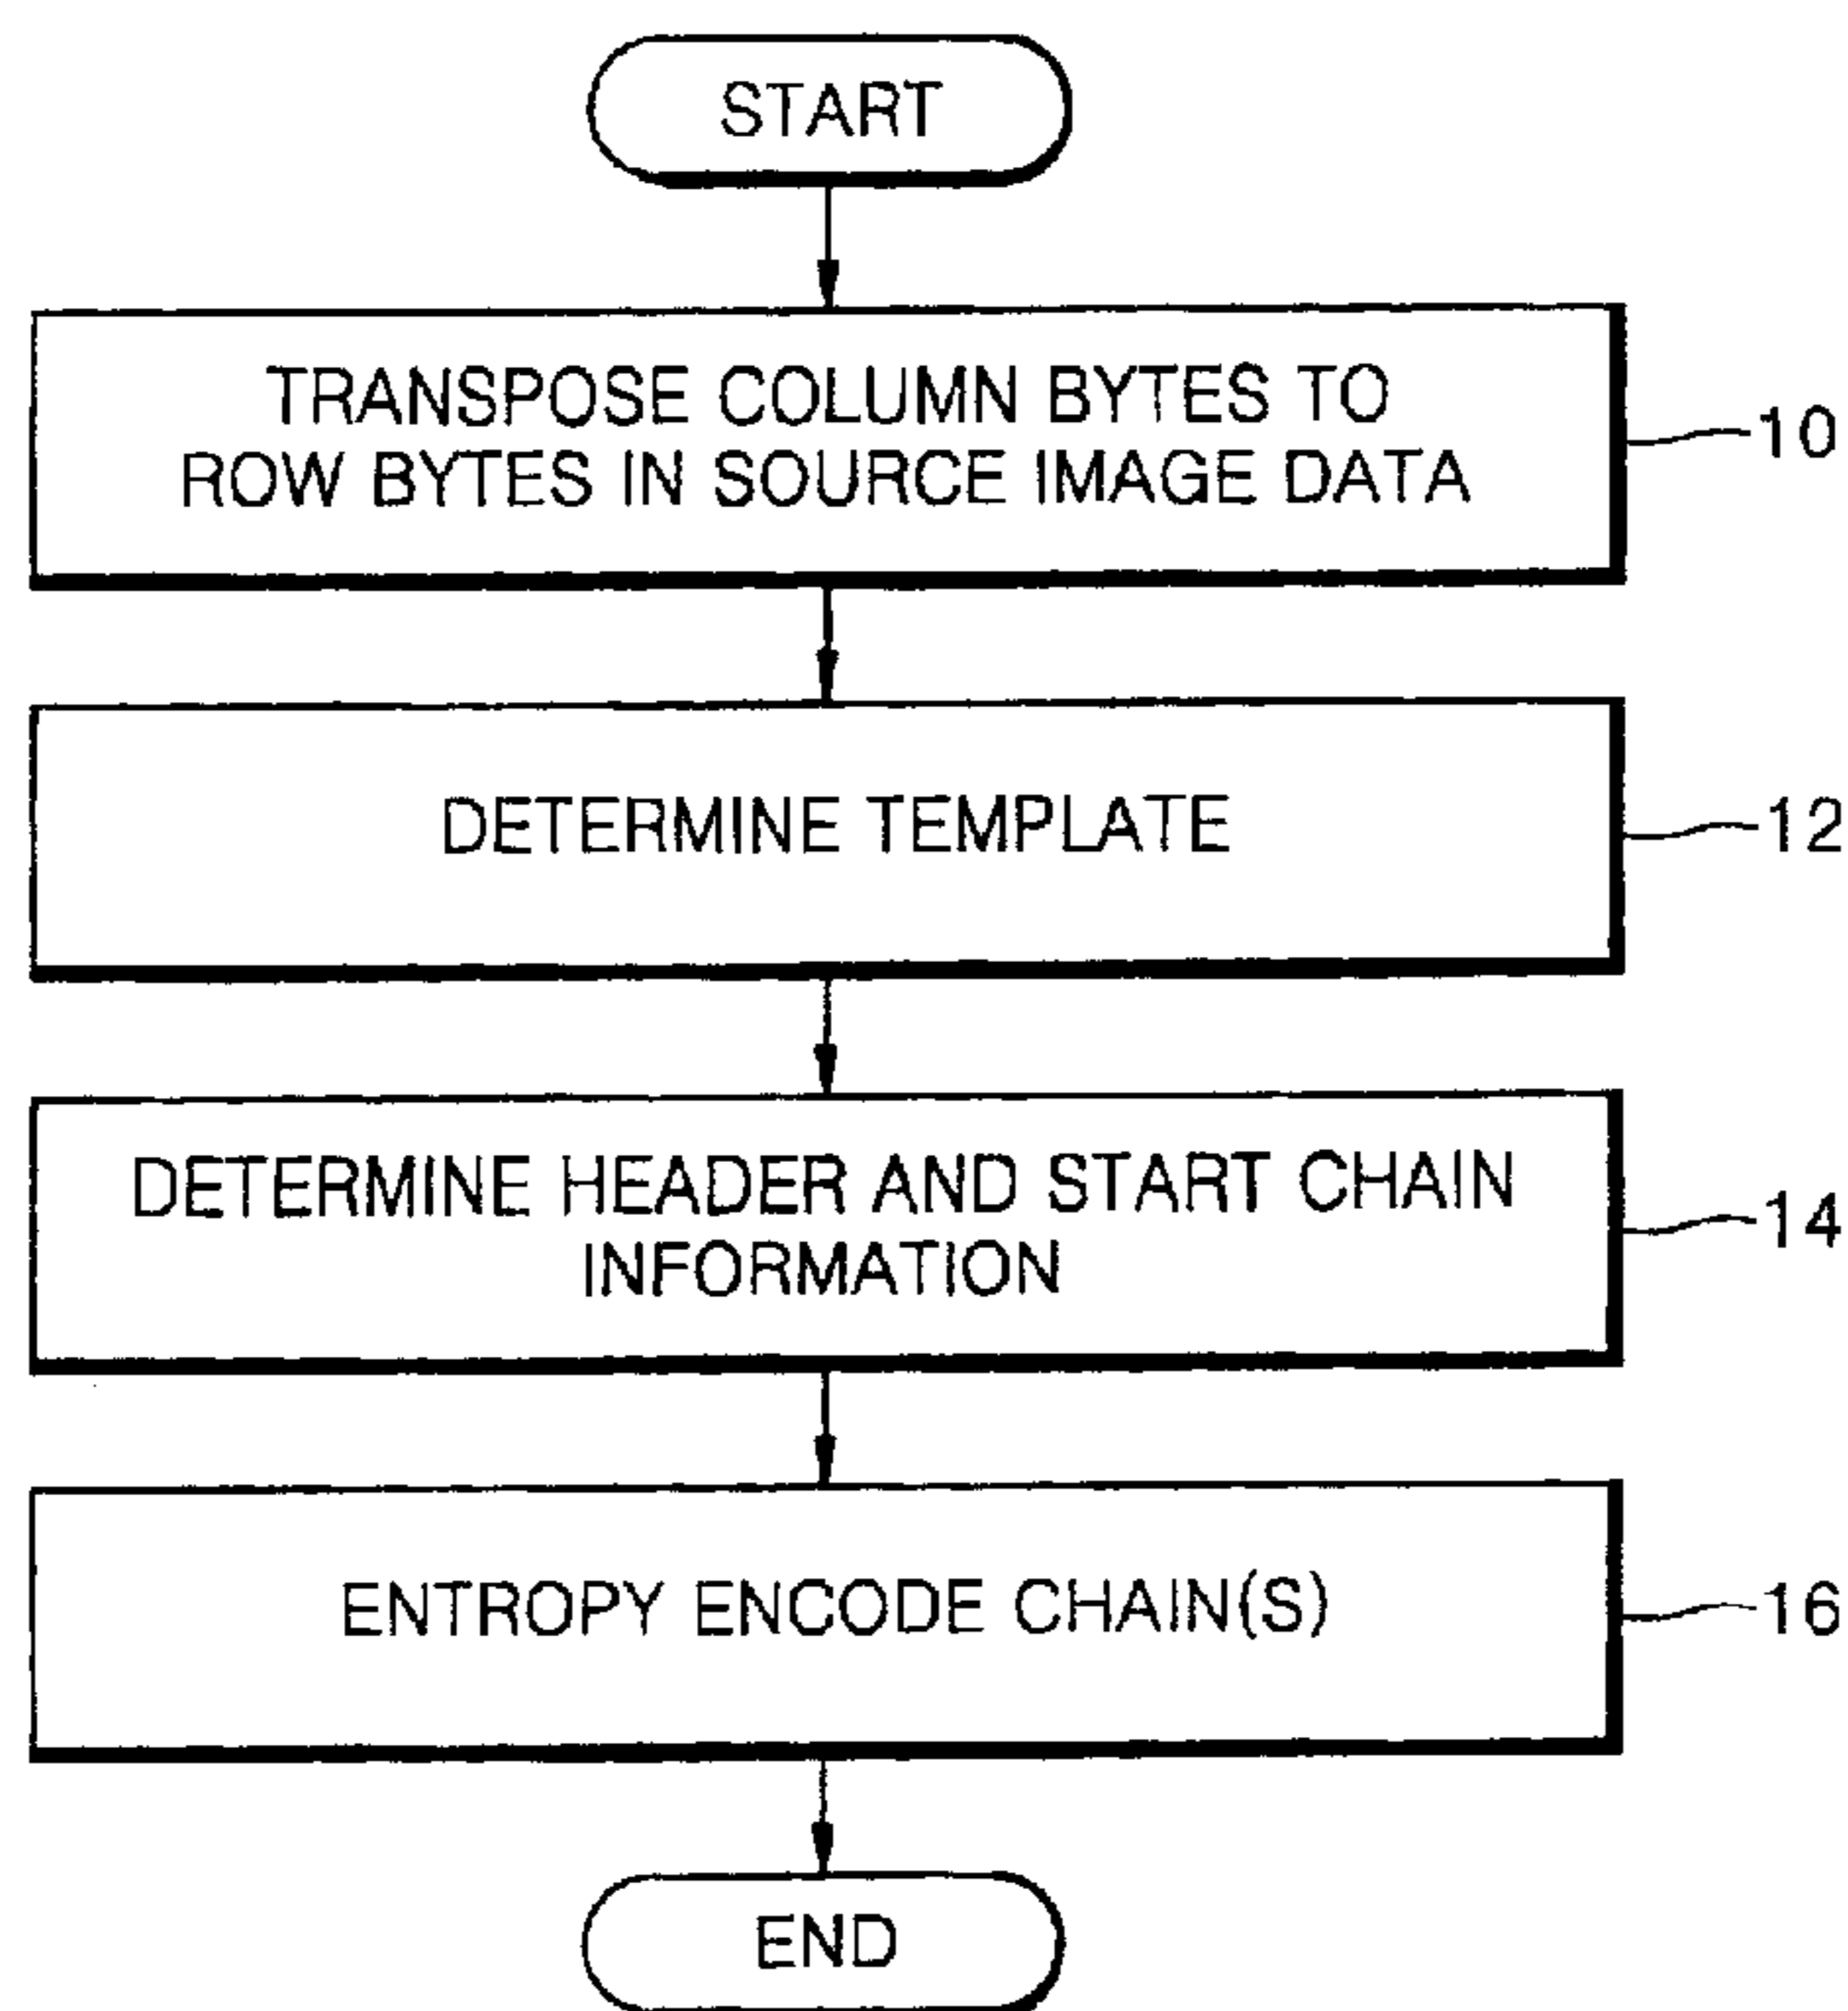 START
TRANSPOSE COLUMN BYTES TO
ROW BYTES IN SOURCE IMAGE DATA
10
DETERMINE TEMPLATE
12
DETERMINE HEADER AND START CHAIN
INFORMATION
14
ENTROPY ENCODE CHAIN(S)
16
END